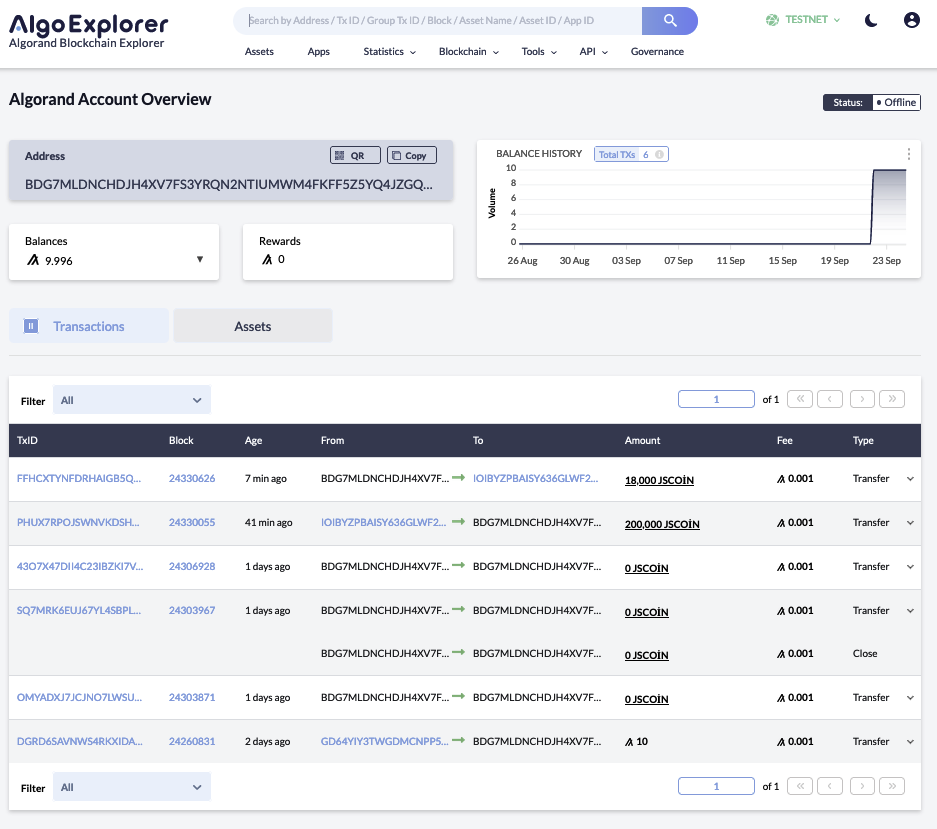 AlgoExplorer
Algorand Blockchain Explorer
Search by Address / Tx ID / Group Tx ID / Block / Asset Name / Asset ID / App ID
TESTNET
Assets Apps Statistics Blockchain Tools API Governance
Algorand Account Overview
Status: Offline
Address QR Copy
BDG7MLDNCHDJH4XV7FS3YRQN2NTIUMWM4FKFF5Z5YQ4JZGQ...
Balances
9.996
Rewards
0
BALANCE HISTORY Total TXs 6
Volume
10
8
6
4
2
0
26 Aug 30 Aug 03 Sep 07 Sep 11 Sep 15 Sep 19 Sep 23 Sep
Transactions Assets
Filter All 1 of 1
TxID Block Age From To Amount Fee Type
FFHCXTYNFDRHAIGB5Q... 24330626 7 min ago BDG7MLDNCHDJH4XV7F... IOIBYZPBAISY636GLWF2... 18,000 JSCOİN 0.001 Transfer
PHUX7RPOJSWNVKDSH... 24330055 41 min ago IOIBYZPBAISY636GLWF2... BDG7MLDNCHDJH4XV7F... 200,000 JSCOİN 0.001 Transfer
43O7X47DII4C23IBZKI7V... 24306928 1 days ago BDG7MLDNCHDJH4XV7F... BDG7MLDNCHDJH4XV7F... 0 JSCOİN 0.001 Transfer
SQ7MRK6EUJ67YL4SBPL... 24303967 1 days ago BDG7MLDNCHDJH4XV7F... BDG7MLDNCHDJH4XV7F... 0 JSCOİN 0.001 Transfer
BDG7MLDNCHDJH4XV7F... BDG7MLDNCHDJH4XV7F... 0 JSCOİN 0.001 Close
OMYADXJ7JCJNO7LWSU... 24303871 1 days ago BDG7MLDNCHDJH4XV7F... BDG7MLDNCHDJH4XV7F... 0 JSCOİN 0.001 Transfer
DGRD6SAVNWS4RKXIDA... 24260831 2 days ago GD64YIY3TWGDMCNPP5... BDG7MLDNCHDJH4XV7F... 10 0.001 Transfer
Filter All 1 of 1